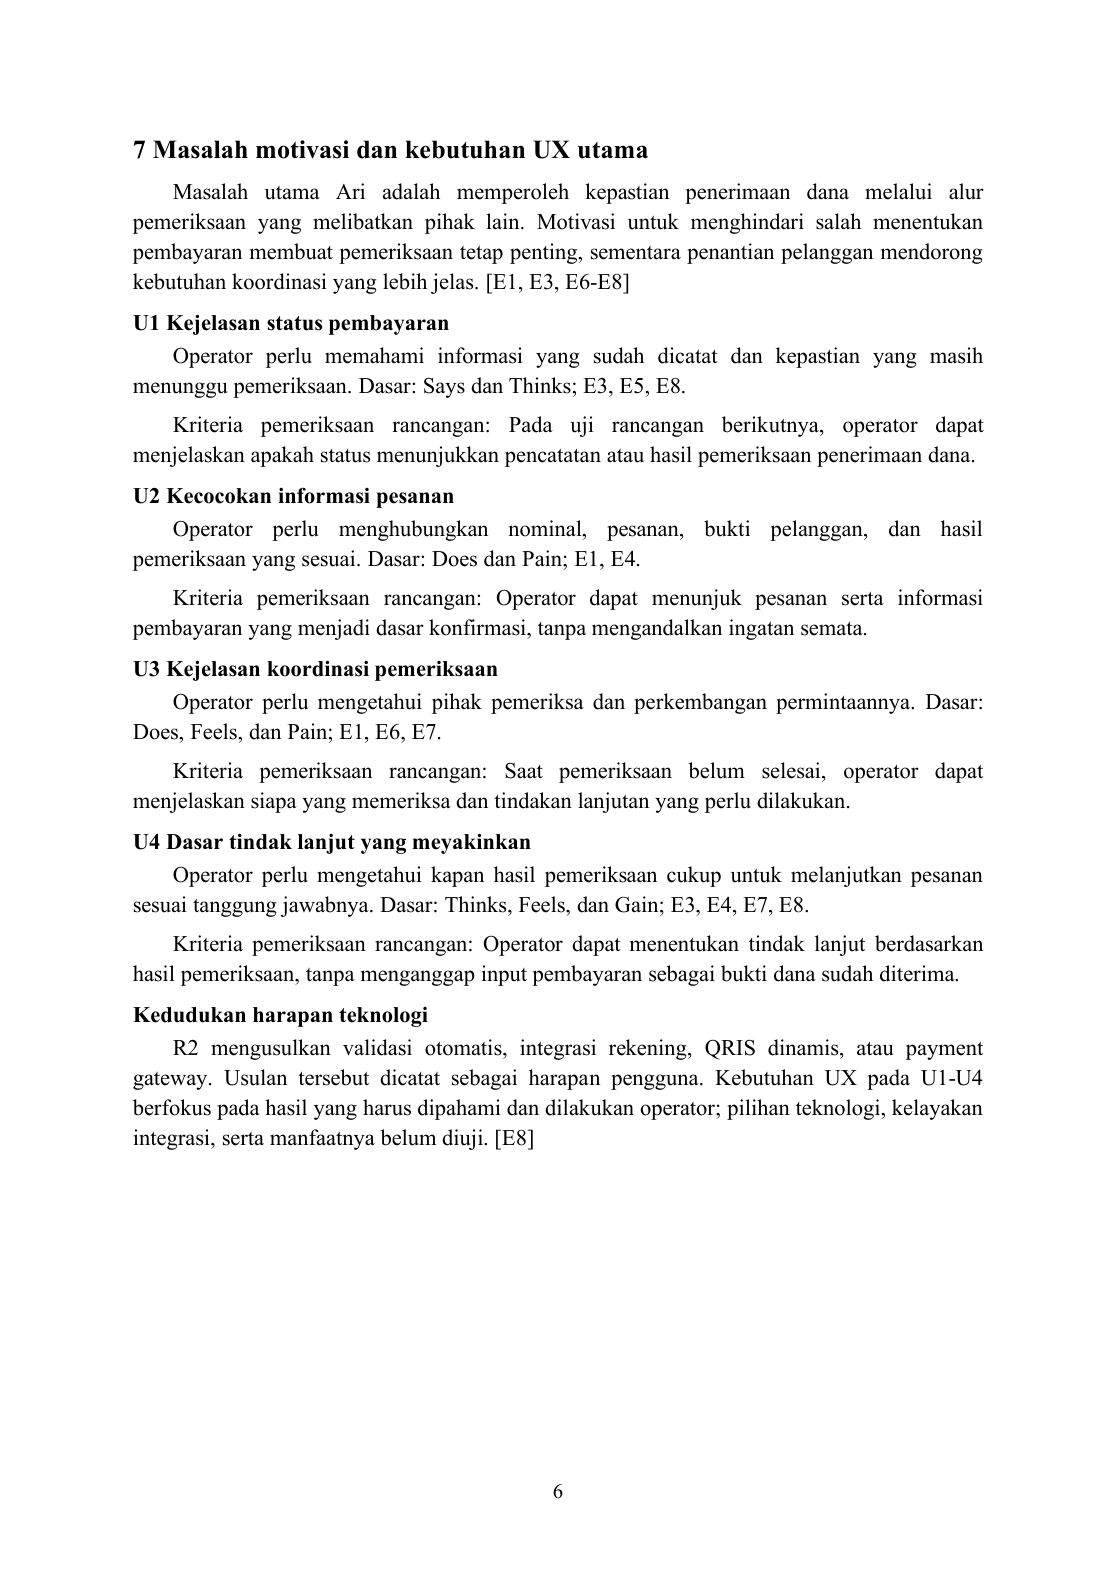 7 Masalah motivasi dan kebutuhan UX utama
Masalah utama Ari adalah memperoleh kepastian penerimaan dana melalui alur
pemeriksaan yang melibatkan pihak lain. Motivasi untuk menghindari salah menentukan
pembayaran membuat pemeriksaan tetap penting, sementara penantian pelanggan mendorong
kebutuhan koordinasi yang lebih jelas. [E1, E3, E6-E8]
U1 Kejelasan status pembayaran
Operator perlu memahami informasi yang sudah dicatat dan kepastian yang masih
menunggu pemeriksaan. Dasar: Says dan Thinks; E3, E5, E8.
Kriteria pemeriksaan rancangan: Pada uji rancangan berikutnya, operator dapat
menjelaskan apakah status menunjukkan pencatatan atau hasil pemeriksaan penerimaan dana.
U2 Kecocokan informasi pesanan
Operator perlu menghubungkan nominal, pesanan, bukti pelanggan, dan hasil
pemeriksaan yang sesuai. Dasar: Does dan Pain; E1, E4.
Kriteria pemeriksaan rancangan: Operator dapat menunjuk pesanan serta informasi
pembayaran yang menjadi dasar konfirmasi, tanpa mengandalkan ingatan semata.
U3 Kejelasan koordinasi pemeriksaan
Operator perlu mengetahui pihak pemeriksa dan perkembangan permintaannya. Dasar:
Does, Feels, dan Pain; E1, E6, E7.
Kriteria pemeriksaan rancangan: Saat pemeriksaan belum selesai, operator dapat
menjelaskan siapa yang memeriksa dan tindakan lanjutan yang perlu dilakukan.
U4 Dasar tindak lanjut yang meyakinkan
Operator perlu mengetahui kapan hasil pemeriksaan cukup untuk melanjutkan pesanan
sesuai tanggung jawabnya. Dasar: Thinks, Feels, dan Gain; E3, E4, E7, E8.
Kriteria pemeriksaan rancangan: Operator dapat menentukan tindak lanjut berdasarkan
hasil pemeriksaan, tanpa menganggap input pembayaran sebagai bukti dana sudah diterima.
Kedudukan harapan teknologi
R2 mengusulkan validasi otomatis, integrasi rekening, QRIS dinamis, atau payment
gateway. Usulan tersebut dicatat sebagai harapan pengguna. Kebutuhan UX pada U1-U4
berfokus pada hasil yang harus dipahami dan dilakukan operator; pilihan teknologi, kelayakan
integrasi, serta manfaatnya belum diuji. [E8]
6